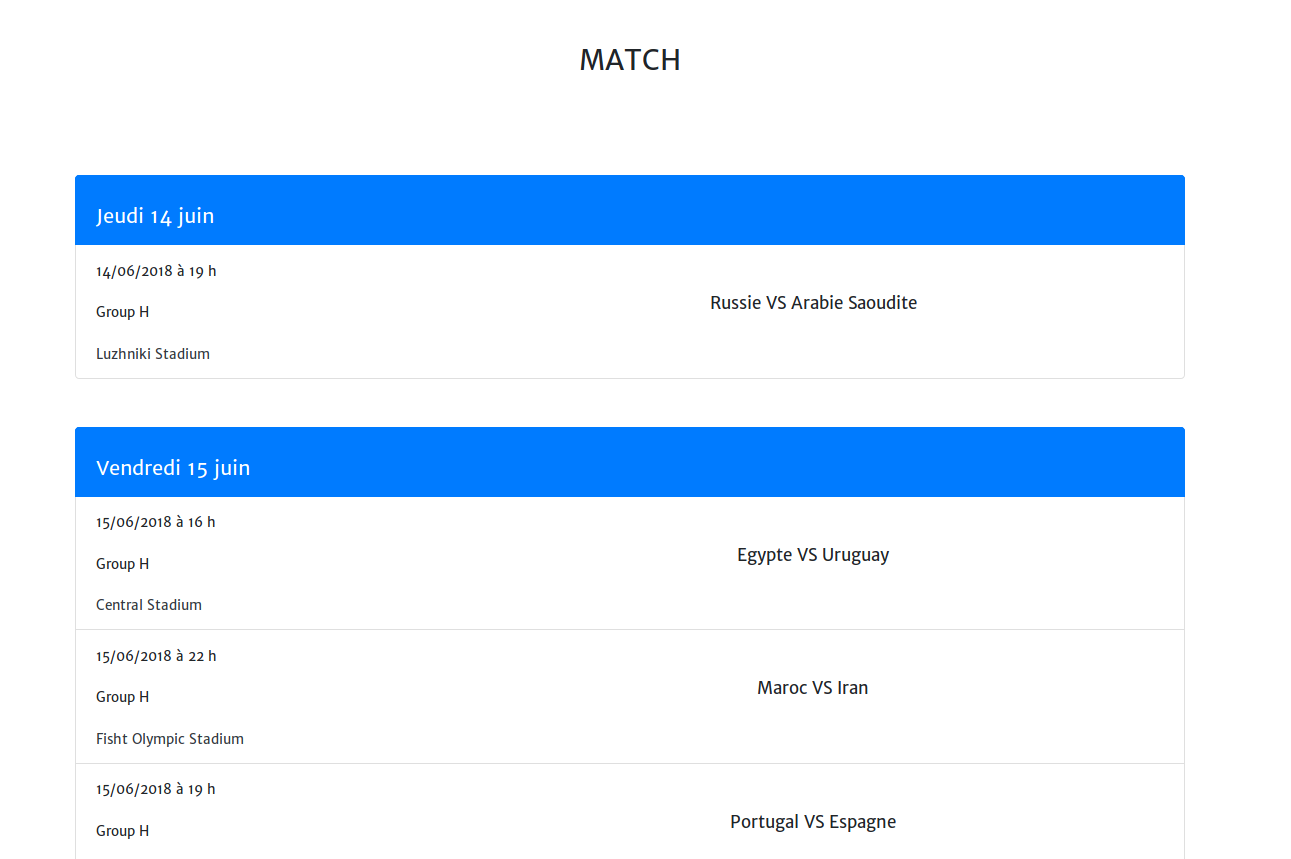 MATCH
Jeudi 14 juin
14/06/2018 à 19 h
Group H
Russie VS Arabie Saoudite
Luzhniki Stadium
Vendredi 15 juin
15/06/2018 à 16 h
Group H
Egypte VS Uruguay
Central Stadium
15/06/2018 à 22 h
Group H
Maroc VS Iran
Fisht Olympic Stadium
15/06/2018 à 19 h
Group H
Portugal VS Espagne